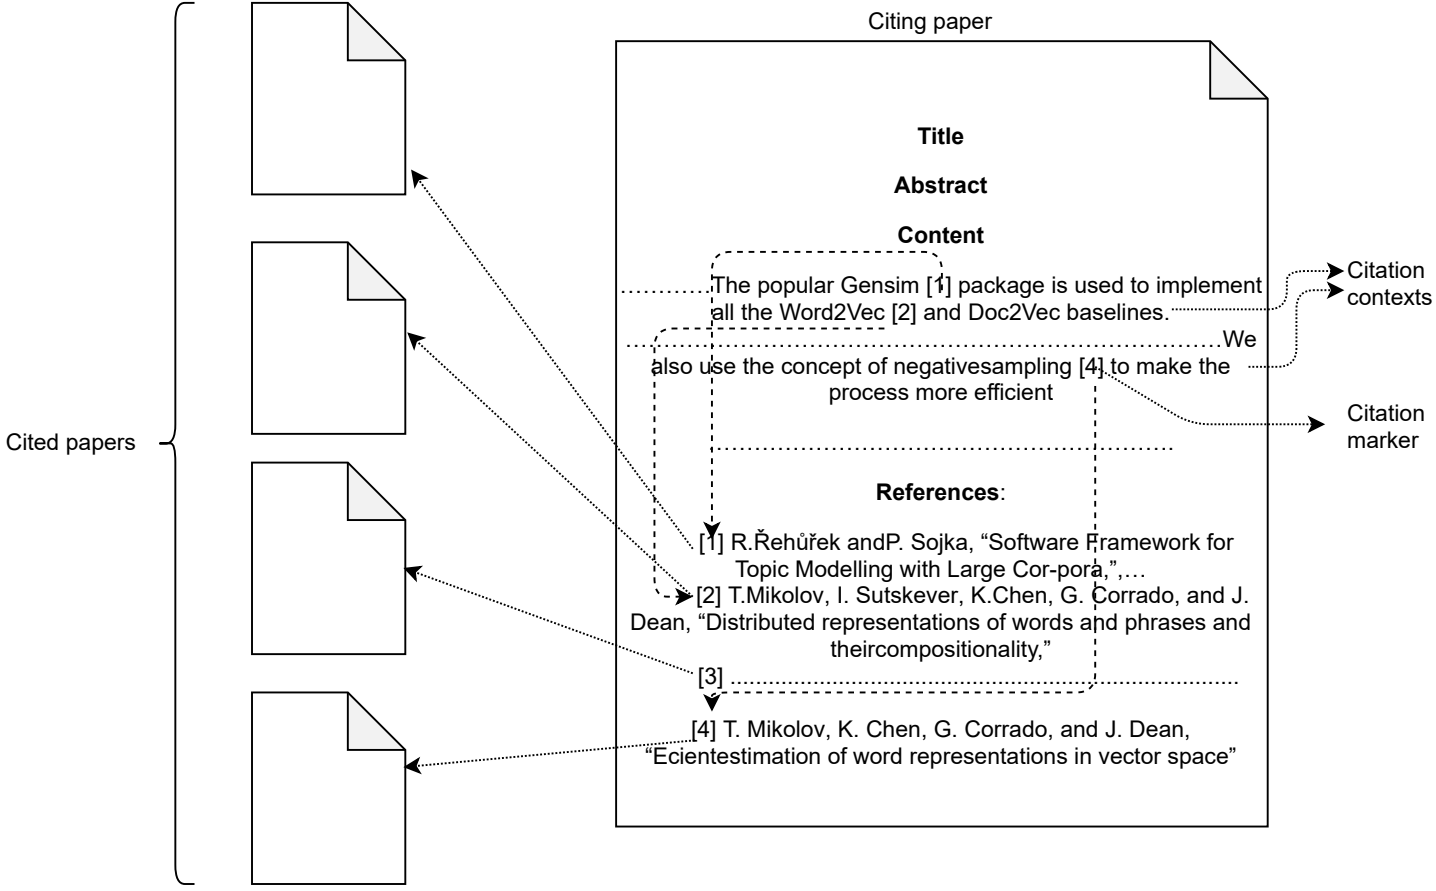 Citing paper
Title
Abstract
Content
....................The popular Gensim [1] package is used to implement
all the Word2Vec [2] and Doc2Vec baselines.
....................We
also use the concept of negativesampling [4] to make the
process more efficient
....................
References:
[1] R.Řehůřek andP. Sojka, “Software Framework for
Topic Modelling with Large Cor-pora,”,…
[2] T.Mikolov, I. Sutskever, K.Chen, G. Corrado, and J.
Dean, “Distributed representations of words and phrases and
theircompositionality,”
[3] ....................
[4] T. Mikolov, K. Chen, G. Corrado, and J. Dean,
“Ecientestimation of word representations in vector space”
Citation
contexts
Citation
marker
Cited papers